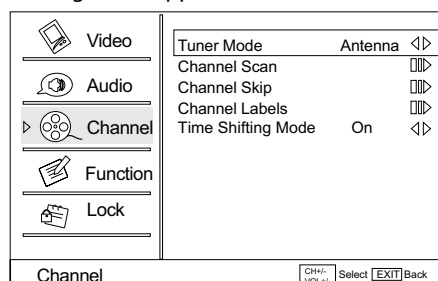 Video
Audio
Channel
Function
Lock
Tuner Mode Antenna
Channel Scan
Channel Skip
Channel Labels
Time Shifting Mode On
Channel
CH+/-
VOL+/-
Select EXIT Back